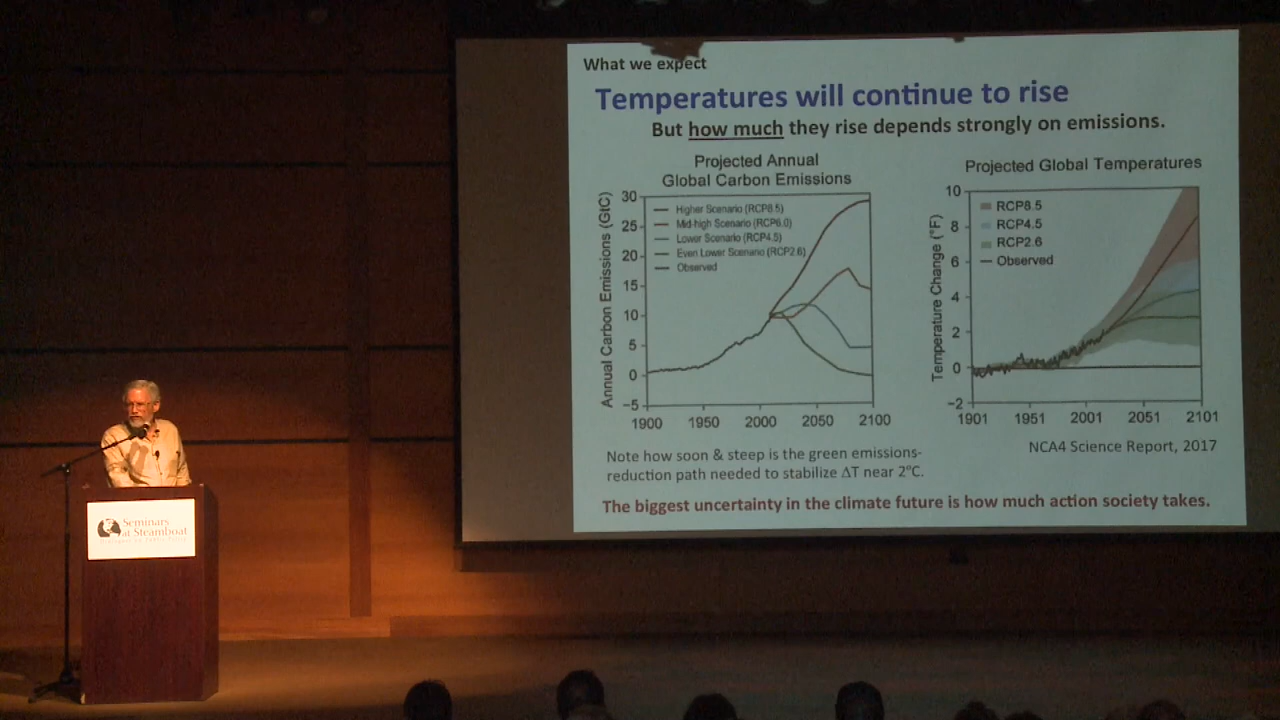 What we expect
Temperatures will continue to rise
But how much they rise depends strongly on emissions.
Projected Annual
Global Carbon Emissions
Annual Carbon Emissions (GtC)
30
25
20
15
10
5
0
−5
Higher Scenario (RCP8.5)
Mid-high Scenario (RCP6.0)
Lower Scenario (RCP4.5)
Even Lower Scenario (RCP2.6)
Observed
1900 1950 2000 2050 2100
Projected Global Temperatures
Temperature Change (°F)
10
8
6
4
2
0
−2
RCP8.5
RCP4.5
RCP2.6
Observed
1901 1951 2001 2051 2101
Note how soon & steep is the green emissions-
reduction path needed to stabilize ΔT near 2°C.
NCA4 Science Report, 2017
The biggest uncertainty in the climate future is how much action society takes.
Seminars
at Steamboat